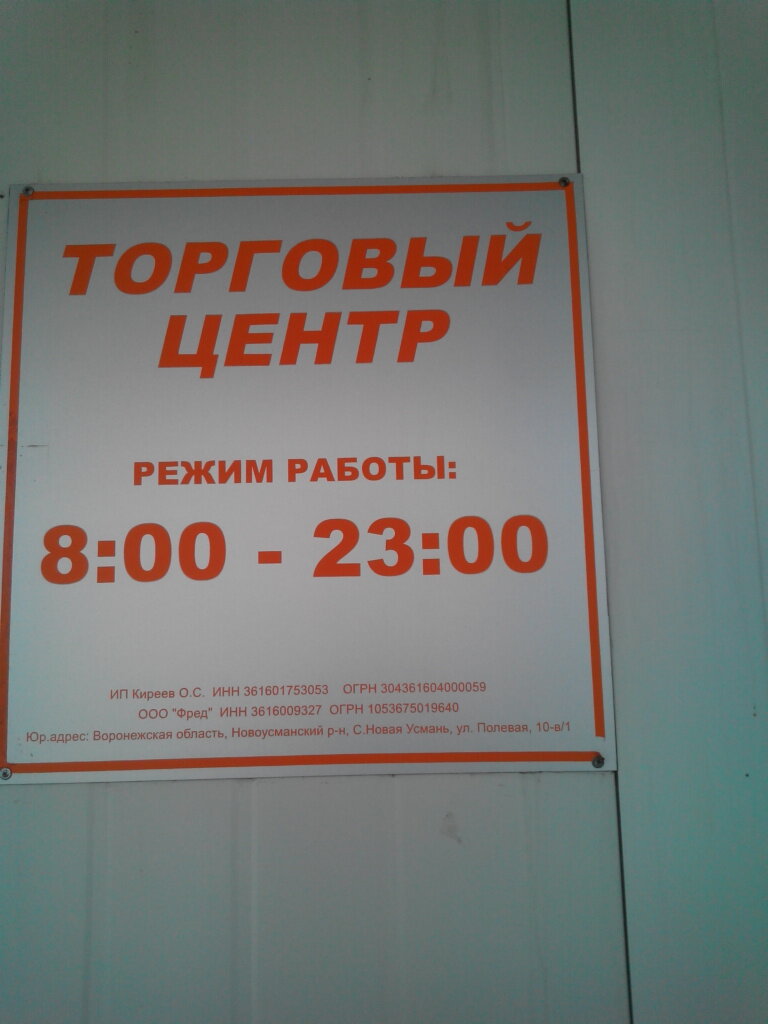 ТОРГОВЫЙ
ЦЕНТР
РЕЖИМ РАБОТЫ:
8:00 - 23:00
ИП Киреев О.С. ИНН 361601753053 ОГРН 304361604000059
ООО "Фред" ИНН 3616009327 ОГРН 1053675019640
Юр.адрес: Воронежская область, Новоусманский р-н, С.Новая Усмань, ул. Полевая, 10-в/1